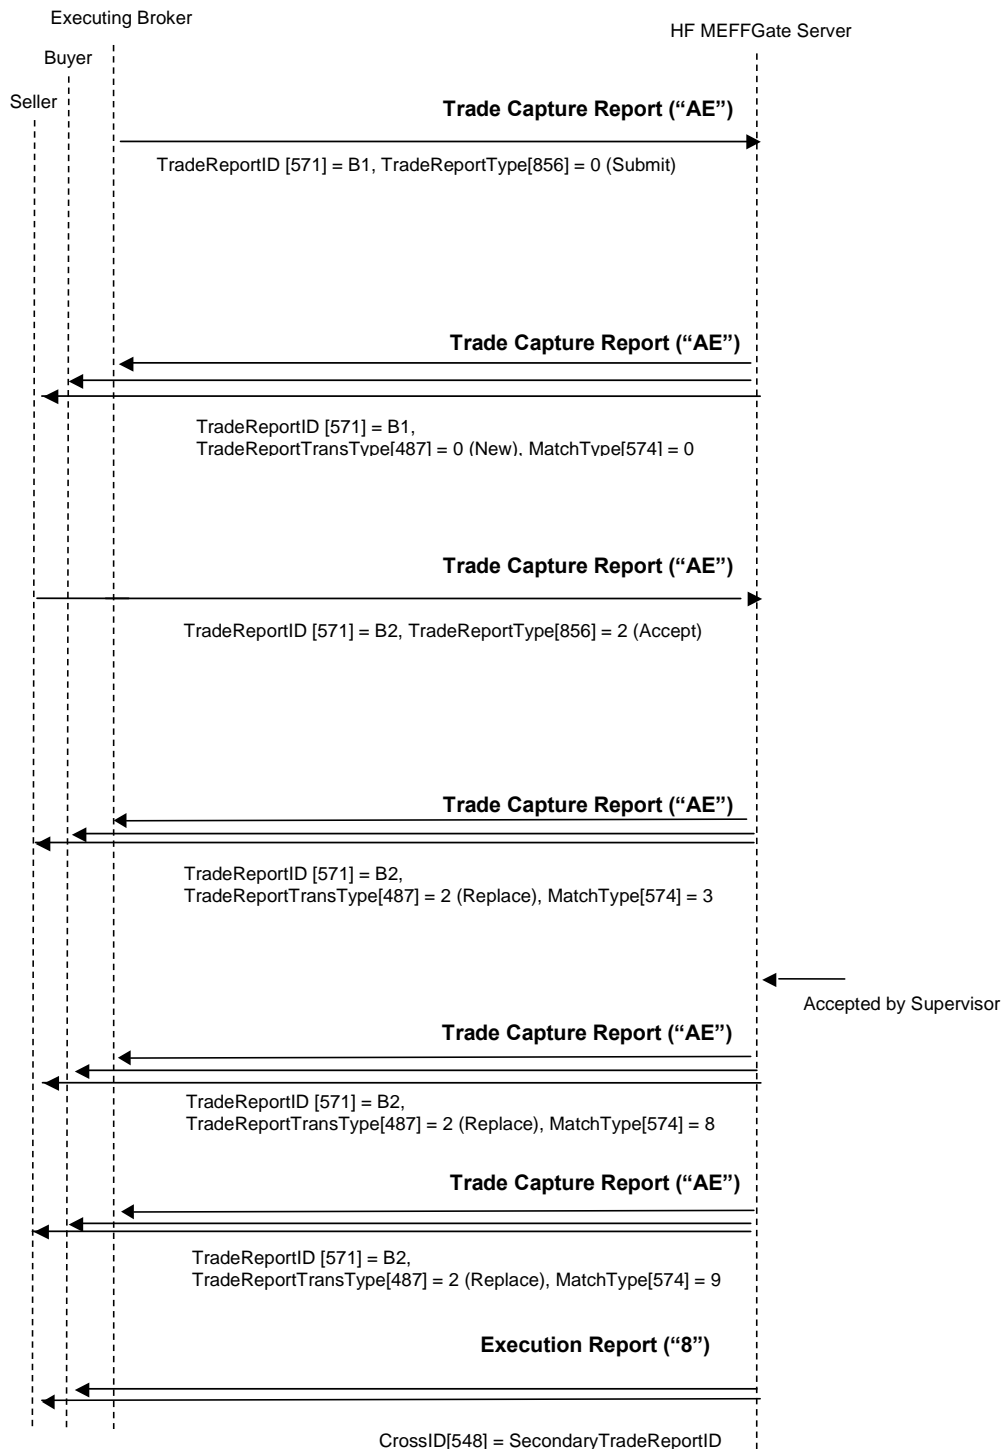 Executing Broker
HF MEFFGate Server
Buyer
Seller
Trade Capture Report (“AE”)
TradeReportID [571] = B1, TradeReportType[856] = 0 (Submit)
Trade Capture Report (“AE”)
TradeReportID [571] = B1,
TradeReportTransType[487] = 0 (New), MatchType[574] = 0
Trade Capture Report (“AE”)
TradeReportID [571] = B2, TradeReportType[856] = 2 (Accept)
Trade Capture Report (“AE”)
TradeReportID [571] = B2,
TradeReportTransType[487] = 2 (Replace), MatchType[574] = 3
Accepted by Supervisor
Trade Capture Report (“AE”)
TradeReportID [571] = B2,
TradeReportTransType[487] = 2 (Replace), MatchType[574] = 8
Trade Capture Report (“AE”)
TradeReportID [571] = B2,
TradeReportTransType[487] = 2 (Replace), MatchType[574] = 9
Execution Report (“8”)
CrossID[548] = SecondaryTradeReportID